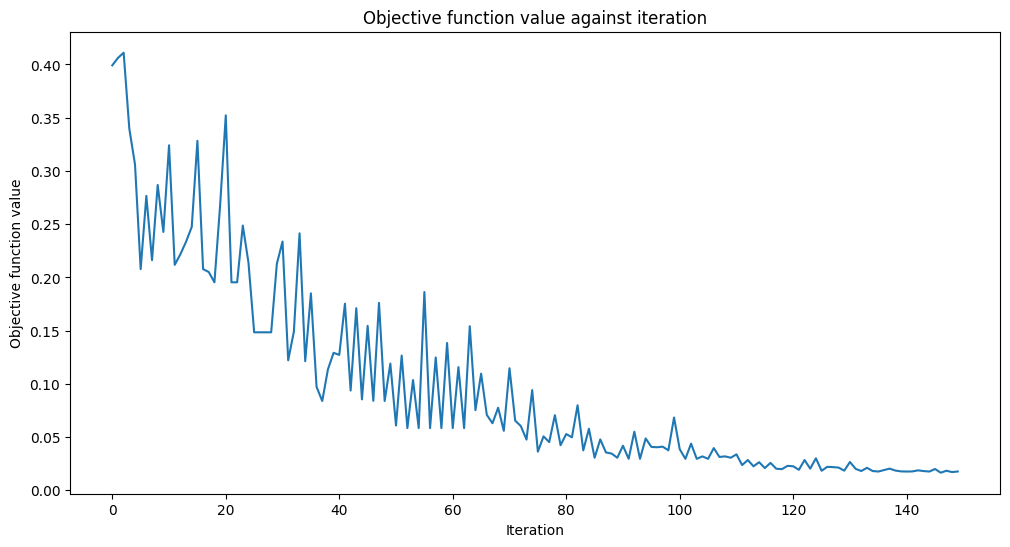 Objective function value against iteration
Objective function value
0.40
0.35
0.30
0.25
0.20
0.15
0.10
0.05
0.00
0 20 40 60 80 100 120 140
Iteration